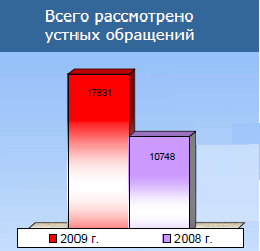 Всего рассмотрено
устных обращений
17831
10748
2009 г. 2008 г.